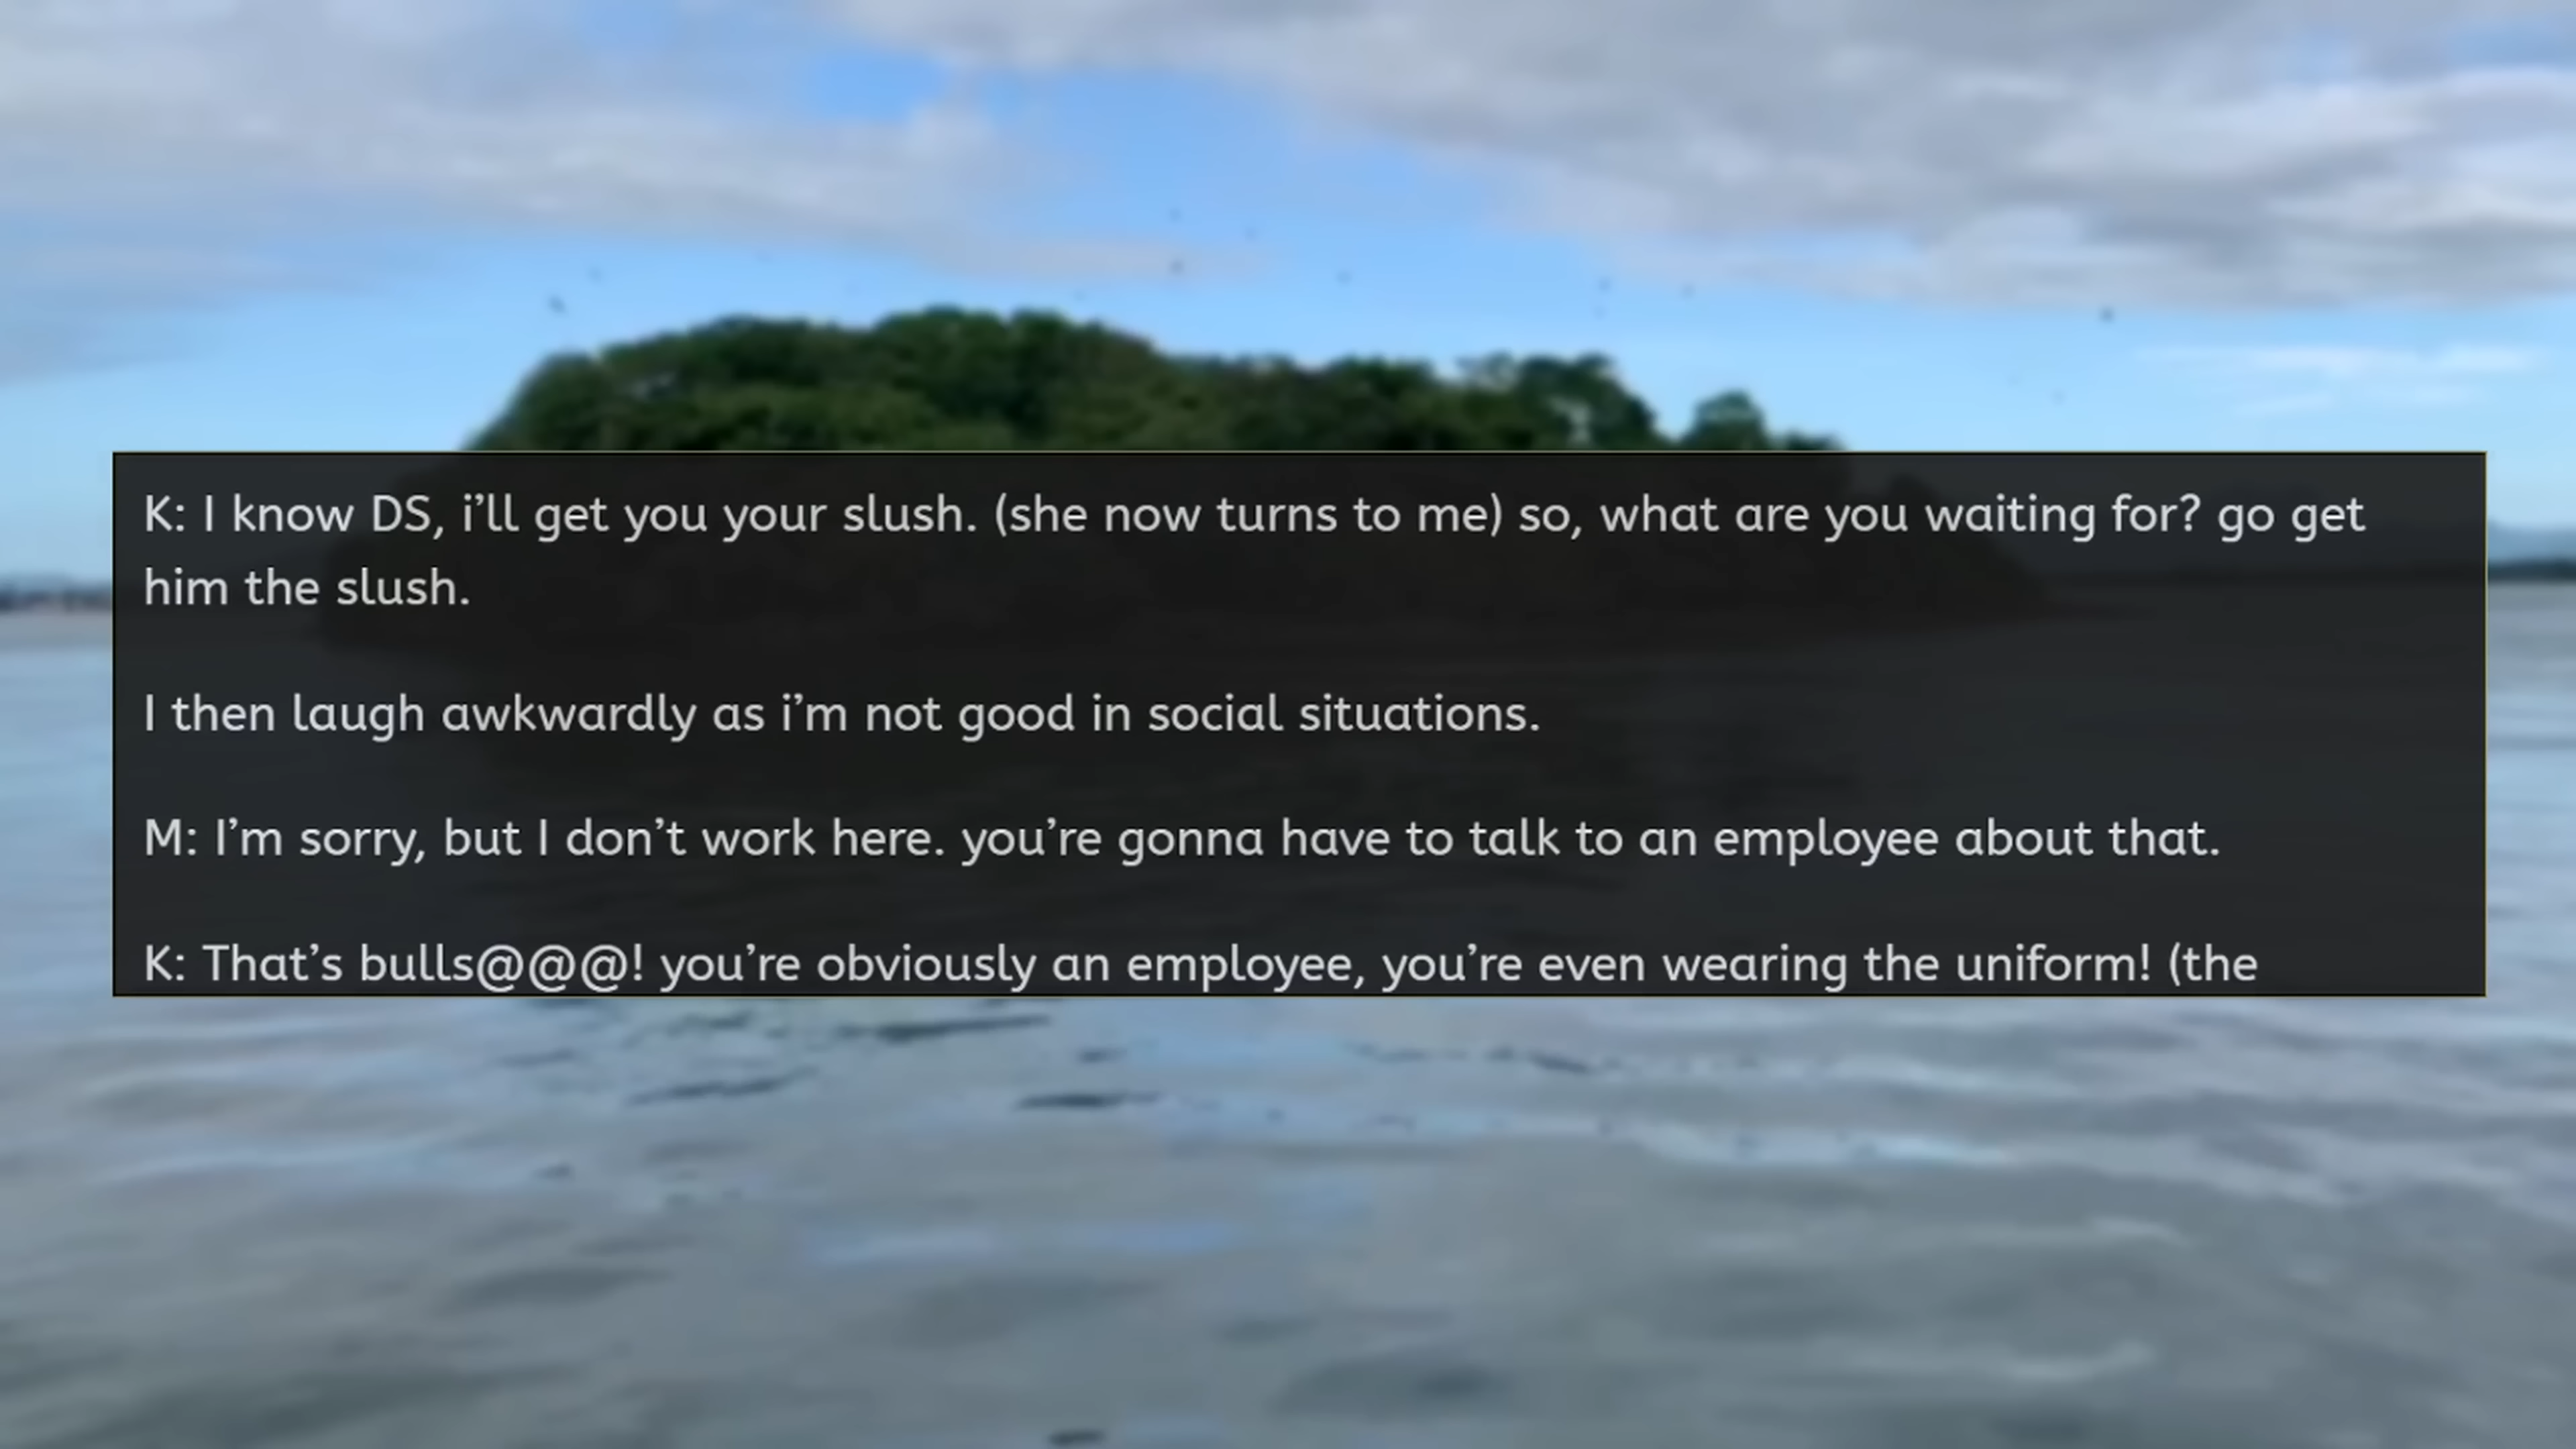 K: I know DS, i’ll get you your slush. (she now turns to me) so, what are you waiting for? go get
him the slush.
I then laugh awkwardly as i’m not good in social situations.
M: I’m sorry, but I don’t work here. you’re gonna have to talk to an employee about that.
K: That’s bulls@@@! you’re obviously an employee, you’re even wearing the uniform! (the